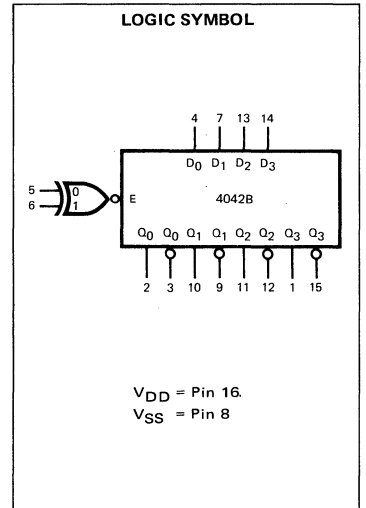 LOGIC SYMBOL
4 7 13 14
D0 D1 D2 D3
5 0
6 1
E 4042B
Q0 Q0 Q1 Q1 Q2 Q2 Q3 Q3
2 3 10 9 11 12 1 15
VDD = Pin 16.
VSS = Pin 8